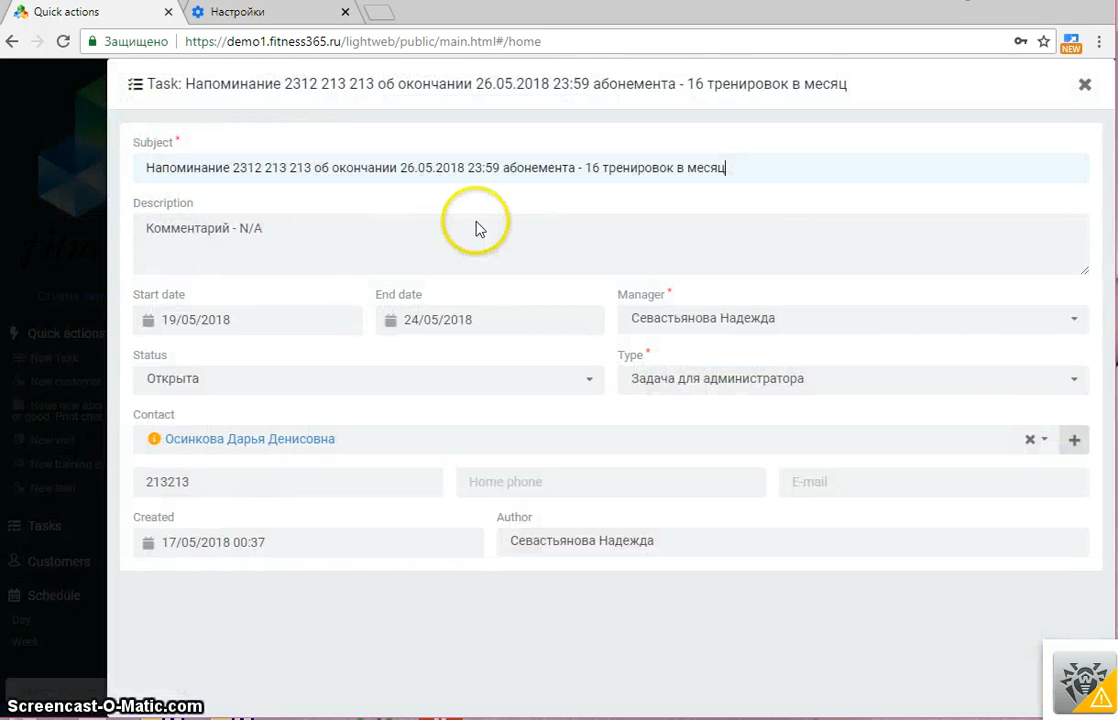 Quick actions
Настройки
Защищено
https://demo1.fitness365.ru/lightweb/public/main.html#/home
NEW
Task: Напоминание 2312 213 213 об окончании 26.05.2018 23:59 абонемента - 16 тренировок в месяц
Subject *
Напоминание 2312 213 213 об окончании 26.05.2018 23:59 абонемента - 16 тренировок в месяц
Description
Комментарий - N/A
Start date
End date
Manager *
19/05/2018
24/05/2018
Севастьянова Надежда
Status
Type *
Открыта
Задача для администратора
Contact
Осинкова Дарья Денисовна
213213
Home phone
E-mail
Created
Author
17/05/2018 00:37
Севастьянова Надежда
Quick actions
New Task
New customer
or good. Print chec
New visit
New training
New lead
Tasks
Customers
Schedule
Day
Week
Screencast-O-Matic.com